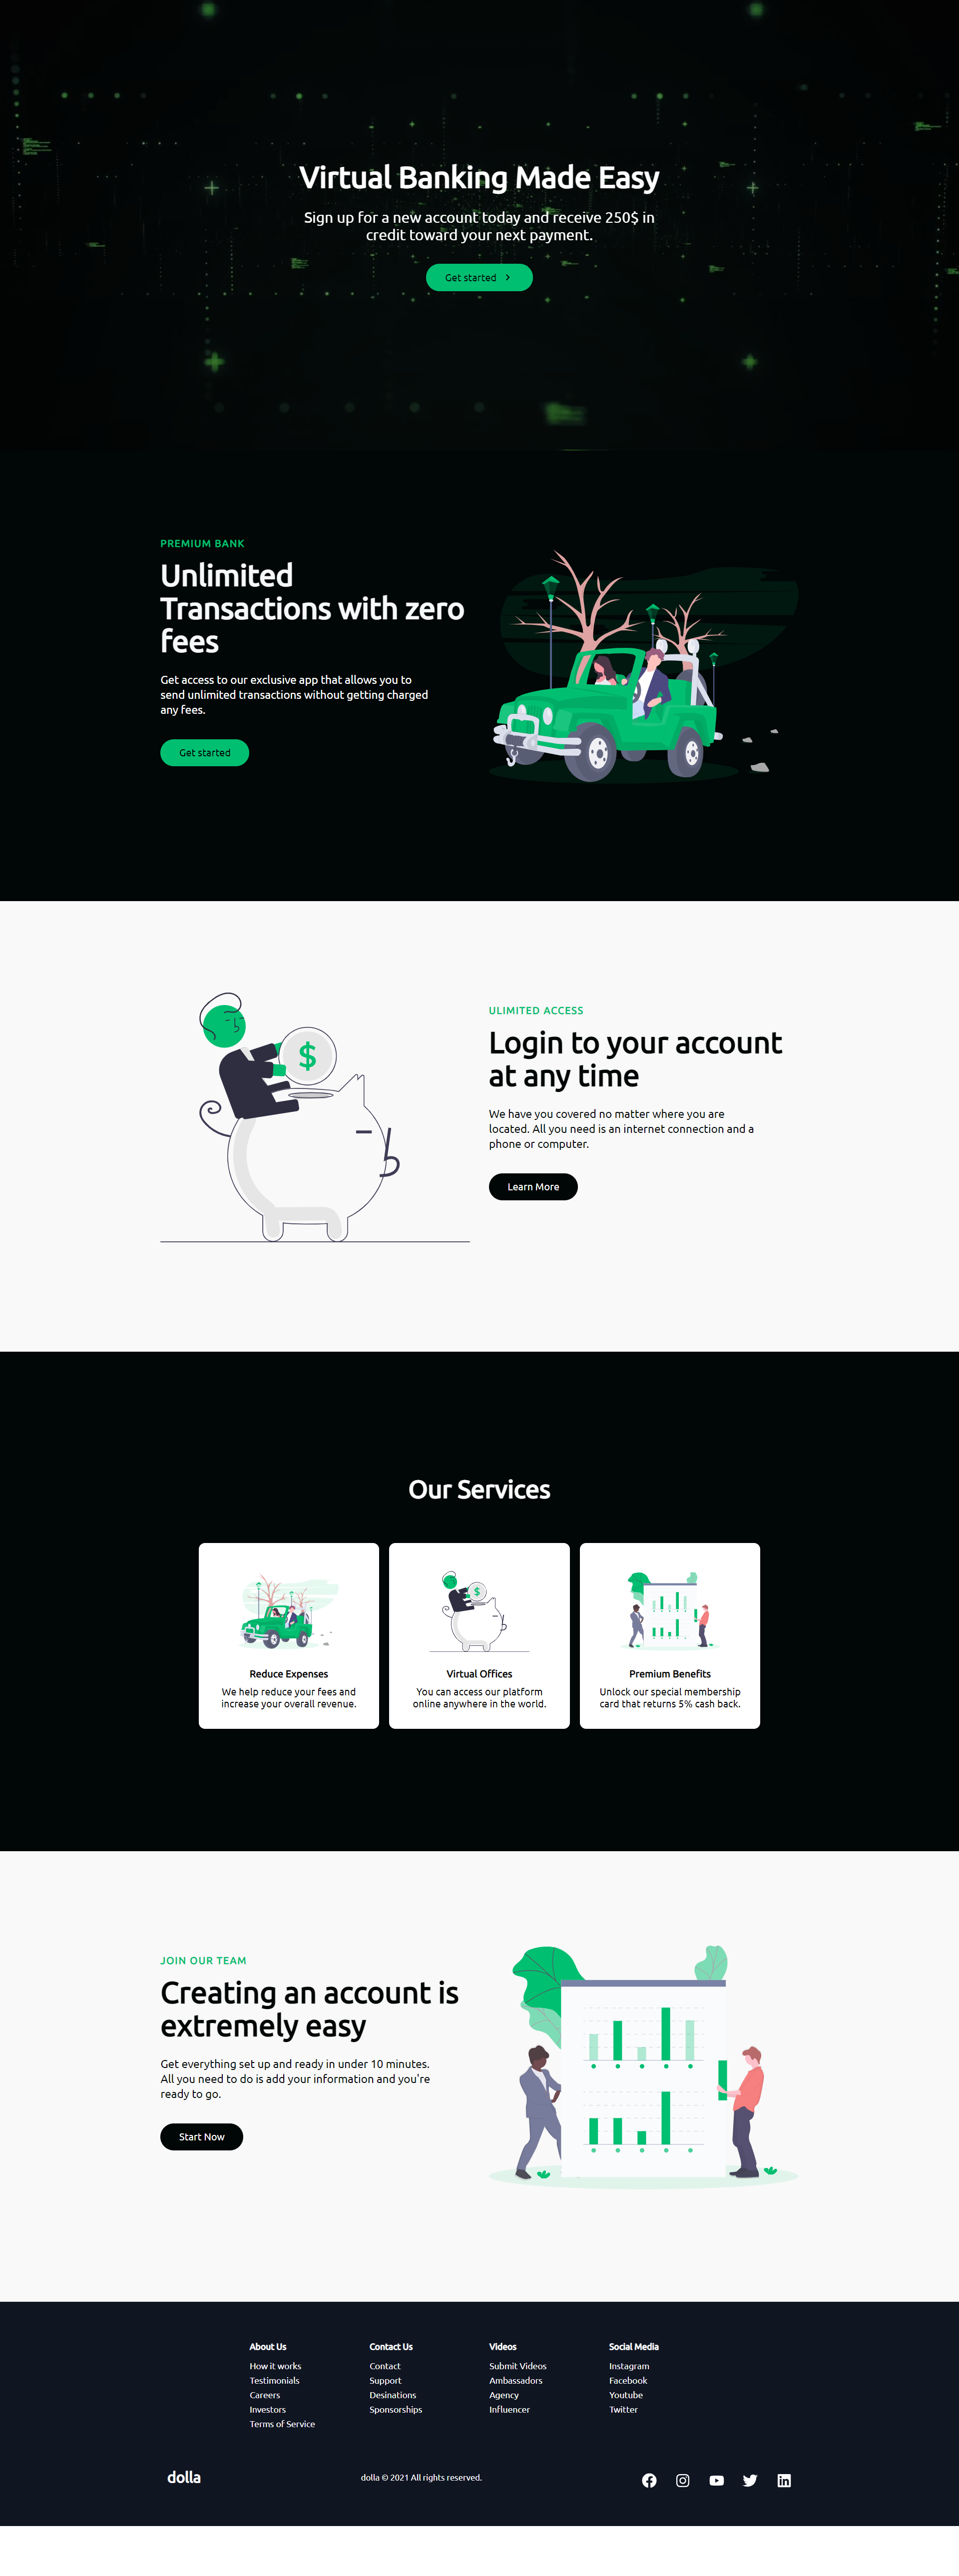 Virtual Banking Made Easy
Sign up for a new account today and receive 250$ in
credit toward your next payment.
Get started
PREMIUM BANK
Unlimited
Transactions with zero
fees
Get access to our exclusive app that allows you to
send unlimited transactions without getting charged
any fees.
Get started
$
ULIMITED ACCESS
Login to your account
at any time
We have you covered no matter where you are
located. All you need is an internet connection and a
phone or computer.
Learn More
Our Services
Reduce Expenses
We help reduce your fees and
increase your overall revenue.
$
Virtual Offices
You can access our platform
online anywhere in the world.
Premium Benefits
Unlock our special membership
card that returns 5% cash back.
JOIN OUR TEAM
Creating an account is
extremely easy
Get everything set up and ready in under 10 minutes.
All you need to do is add your information and you're
ready to go.
Start Now
About Us
How it works
Testimonials
Careers
Investors
Terms of Service
Contact Us
Contact
Support
Desinations
Sponsorships
Videos
Submit Videos
Ambassadors
Agency
Influencer
Social Media
Instagram
Facebook
Youtube
Twitter
dolla
dolla © 2021 All rights reserved.